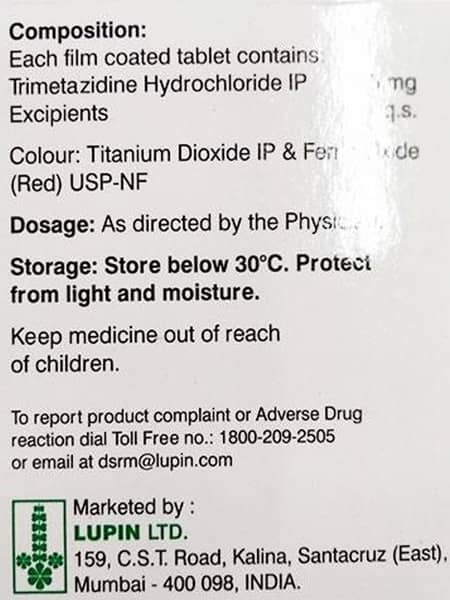 Composition:
Each film coated tablet contains:
Trimetazidine Hydrochloride IP mg
Excipients q.s.
Colour: Titanium Dioxide IP &
(Red) USP-NF
Dosage: As directed by the
Storage: Store below 30°C. Protect
from light and moisture.
Keep medicine out of reach
of children.
To report product complaint or Adverse Drug
reaction dial Toll Free no.: 1800-209-2505
or email at dsrm@lupin.com
Marketed by :
LUPIN LTD.
159, C.S.T. Road, Kalina, Santacruz (East),
Mumbai - 400 098, INDIA.